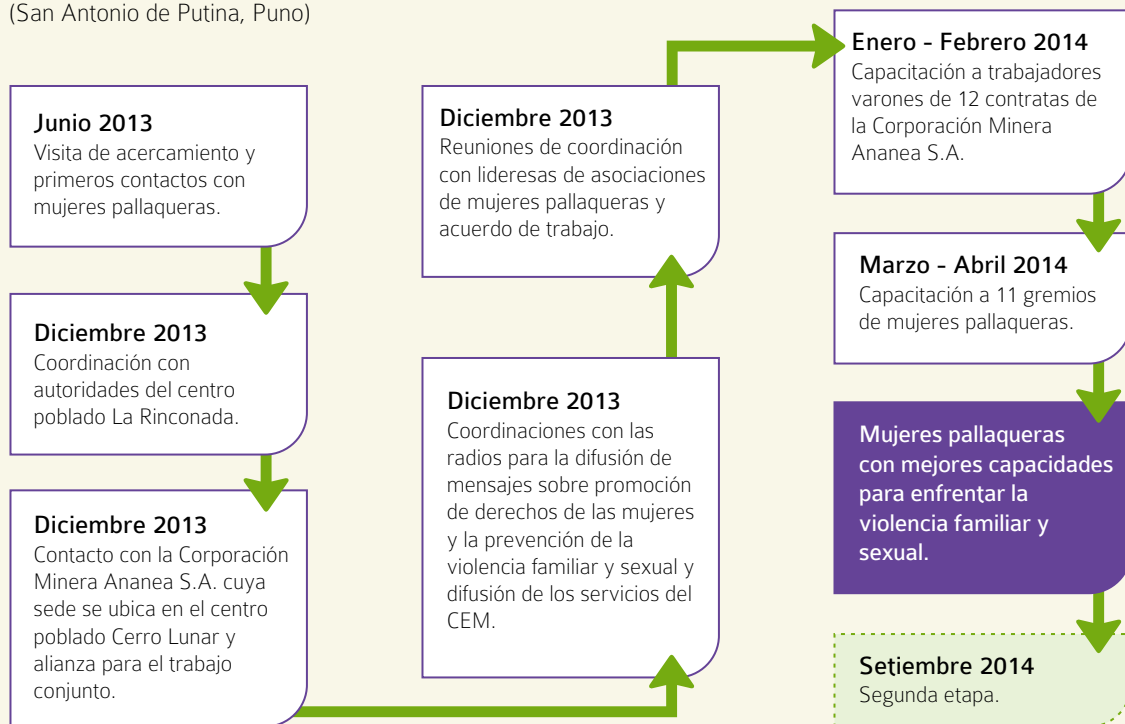 (San Antonio de Putina, Puno)
Junio 2013
Visita de acercamiento y
primeros contactos con
mujeres pallaqueras.
Diciembre 2013
Coordinación con
autoridades del centro
poblado La Rinconada.
Diciembre 2013
Contacto con la Corporación
Minera Ananea S.A. cuya
sede se ubica en el centro
poblado Cerro Lunar y
alianza para el trabajo
conjunto.
Diciembre 2013
Coordinaciones con las
radios para la difusión de
mensajes sobre promoción
de derechos de las mujeres
y la prevención de la
violencia familiar y sexual y
difusión de los servicios del
CEM.
Diciembre 2013
Reuniones de coordinación
con lideresas de asociaciones
de mujeres pallaqueras y
acuerdo de trabajo.
Enero - Febrero 2014
Capacitación a trabajadores
varones de 12 contratas de
la Corporación Minera
Ananea S.A.
Marzo - Abril 2014
Capacitación a 11 gremios
de mujeres pallaqueras.
Mujeres pallaqueras
con mejores capacidades
para enfrentar la
violencia familiar y
sexual.
Setiembre 2014
Segunda etapa.